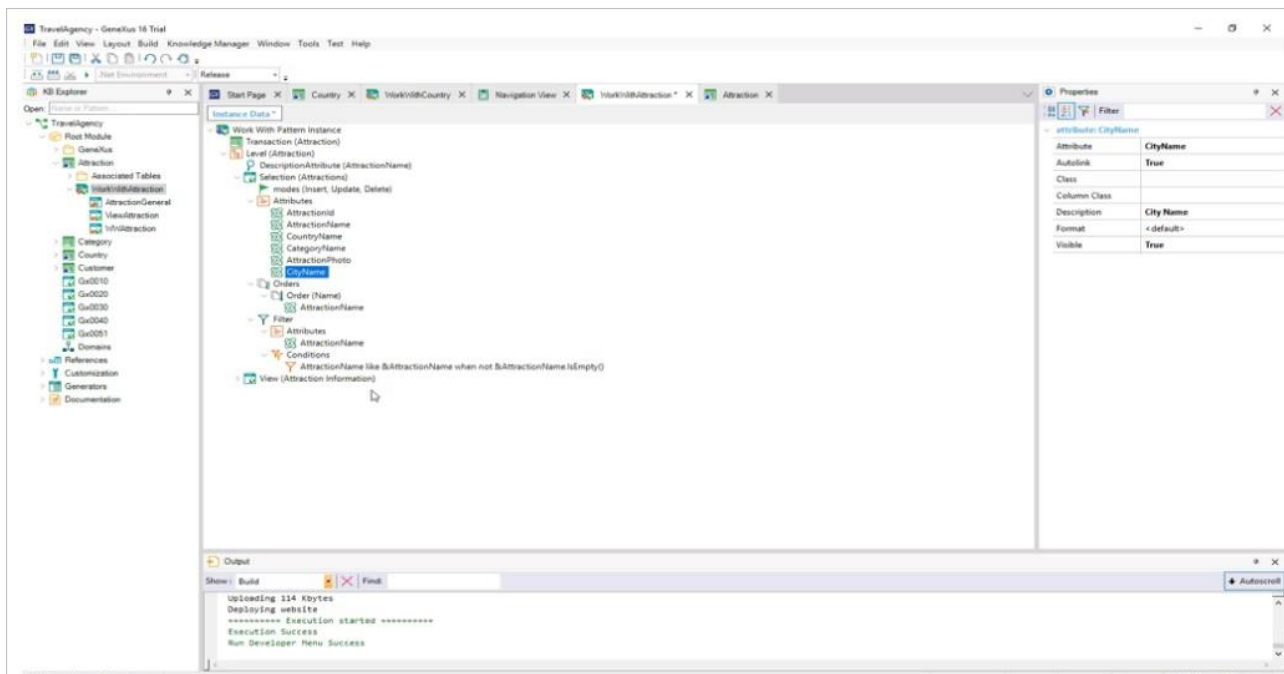 TravelAgency - GeneXus 16 Trial
File Edit View Layout Build Knowledge Manager Window Tools Test Help
.Net Environment Release
KB Explorer
Open: Name or Pattern ...
TravelAgency
Root Module
GeneXus
Attraction
Associated Tables
WorkWithAttraction
AttractionGeneral
ViewAttraction
WWAttraction
Category
Country
Customer
Gx0010
Gx0020
Gx0030
Gx0040
Gx0051
Domains
References
Customization
Generators
Documentation
Start Page X Country X WorkWithCountry X Navigation View X WorkWithAttraction * X Attraction X
Instance Data *
Work With Pattern Instance
Transaction (Attraction)
Level (Attraction)
DescriptionAttribute (AttractionName)
Selection (Attractions)
modes (Insert, Update, Delete)
Attributes
AttractionId
AttractionName
CountryName
CategoryName
AttractionPhoto
CityName
Orders
Order (Name)
AttractionName
Filter
Attributes
AttractionName
Conditions
AttractionName like &AttractionName when not &AttractionName.IsEmpty()
View (Attraction Information)
Properties
Filter
attribute: CityName
Attribute CityName
Autolink True
Class
Column Class
Description City Name
Format <default>
Visible True
Output
Show: Build Find:
Autoscroll
Uploading 114 Kbytes
Deploying website
========== Execution started ==========
Execution Success
Run Developer Menu Success